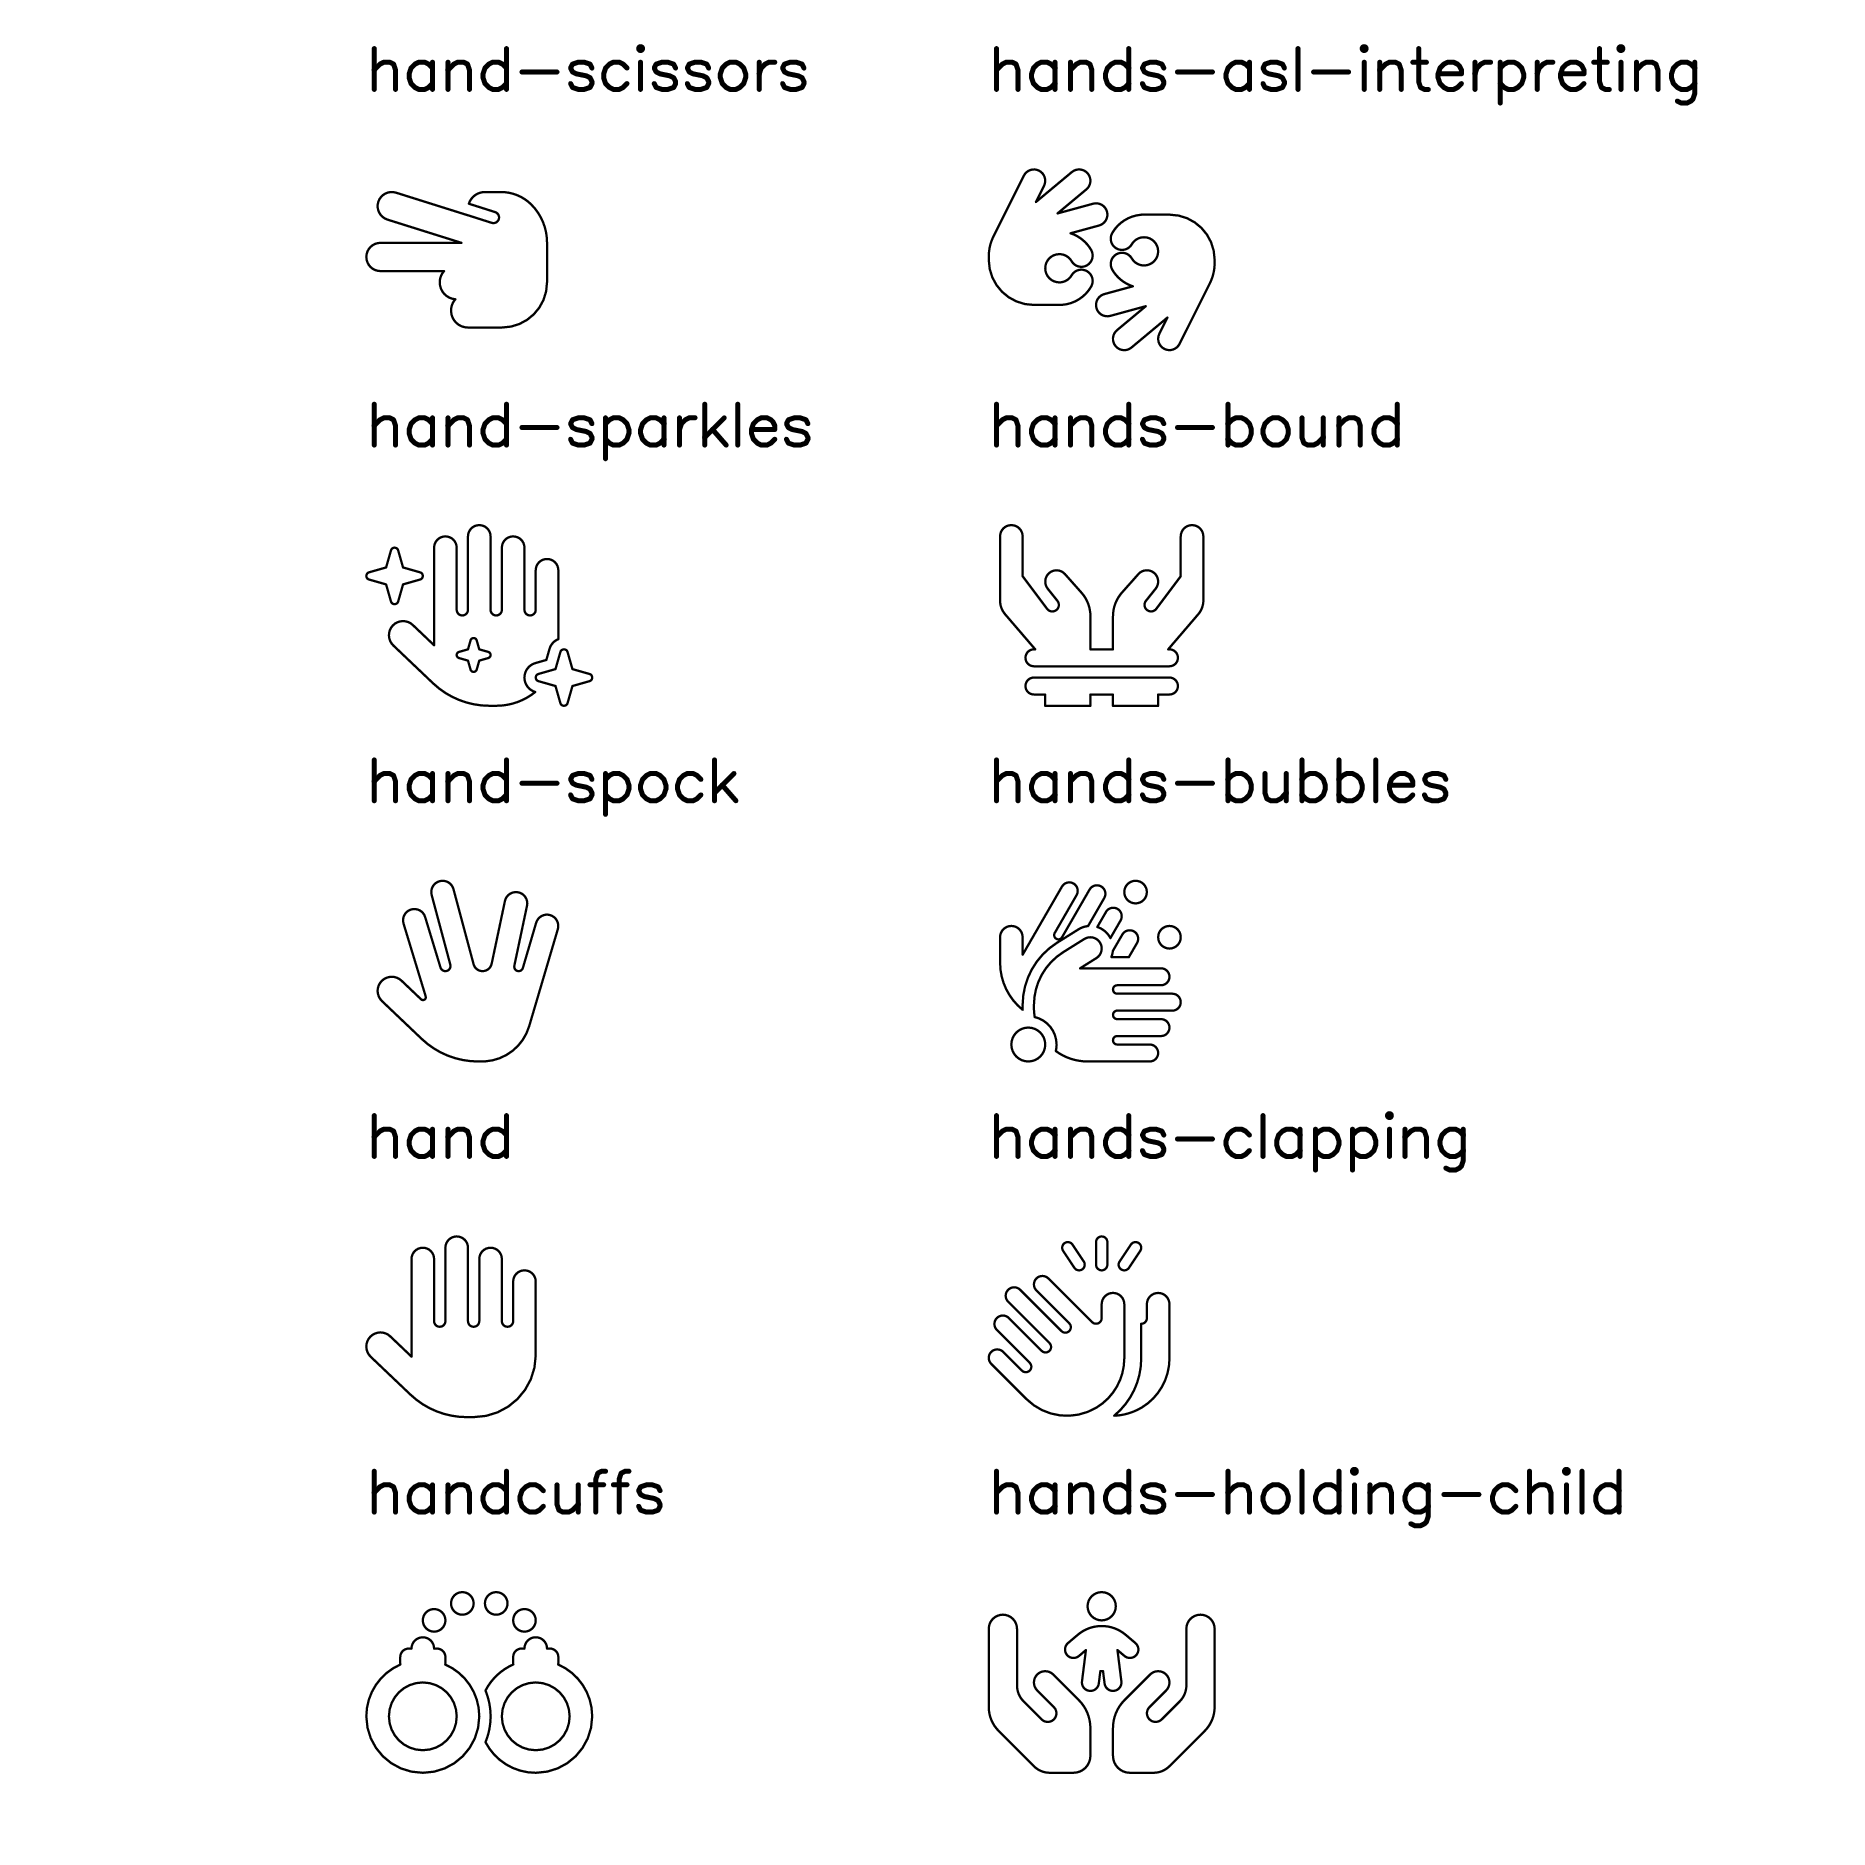 hand-scissors
hands-asl-interpreting
hand-sparkles
hands-bound
hand-spock
hands-bubbles
hand
hands-clapping
handcuffs
hands-holding-child